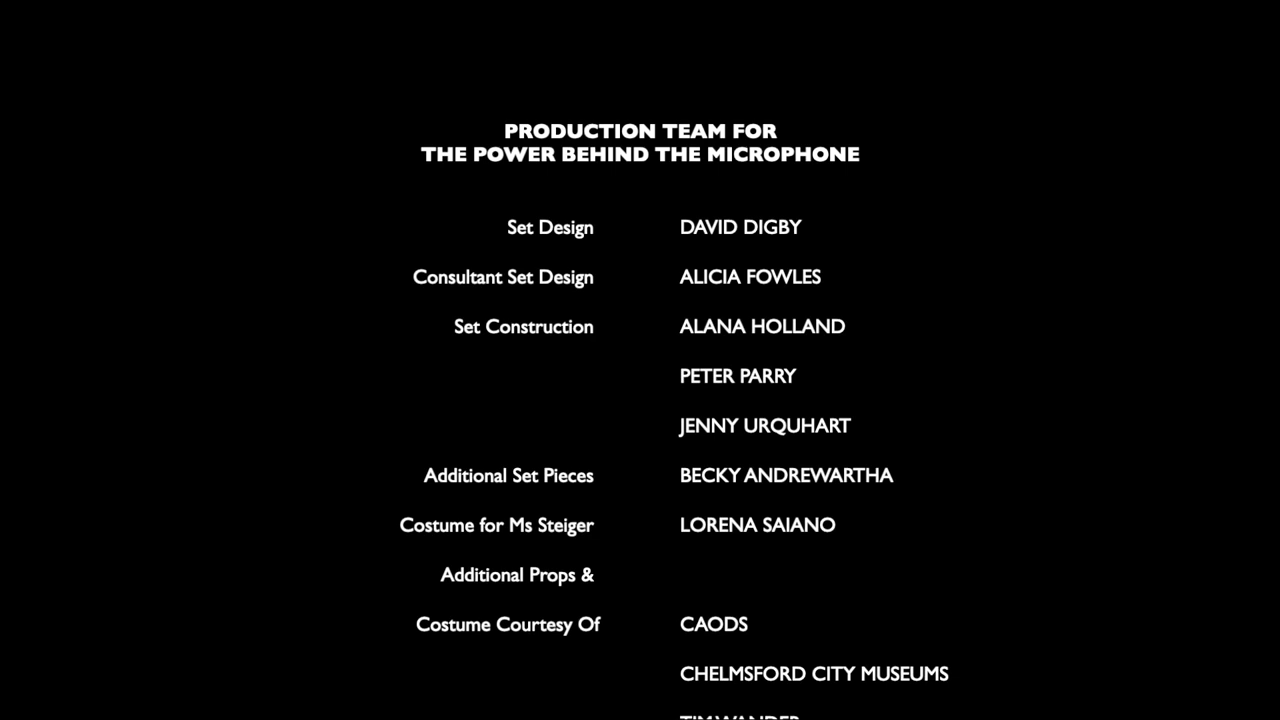 PRODUCTION TEAM FOR
THE POWER BEHIND THE MICROPHONE
Set Design DAVID DIGBY
Consultant Set Design ALICIA FOWLES
Set Construction ALANA HOLLAND
PETER PARRY
JENNY URQUHART
Additional Set Pieces BECKY ANDREWARTHA
Costume for Ms Steiger LORENA SAIANO
Additional Props &
Costume Courtesy Of CAODS
CHELMSFORD CITY MUSEUMS